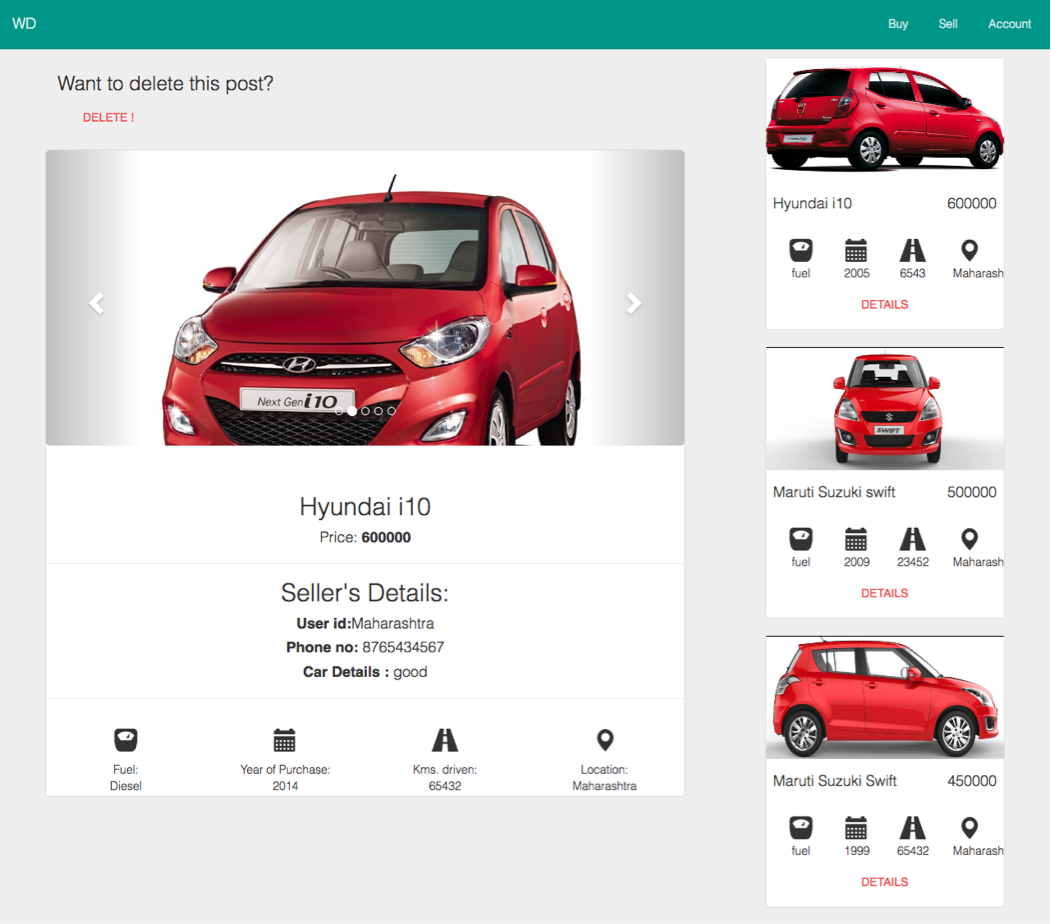 WD
Buy Sell Account
Want to delete this post?
DELETE !
Next Gen i10
Hyundai i10
Price: 600000
Seller's Details:
User id:Maharashtra
Phone no: 8765434567
Car Details : good
Fuel: Year of Purchase: Kms. driven: Location:
Diesel 2014 65432 Maharashtra
Hyundai i10 600000
fuel 2005 6543 Maharash
DETAILS
SWIFT
Maruti Suzuki swift 500000
fuel 2009 23452 Maharash
DETAILS
Maruti Suzuki Swift 450000
fuel 1999 65432 Maharash
DETAILS